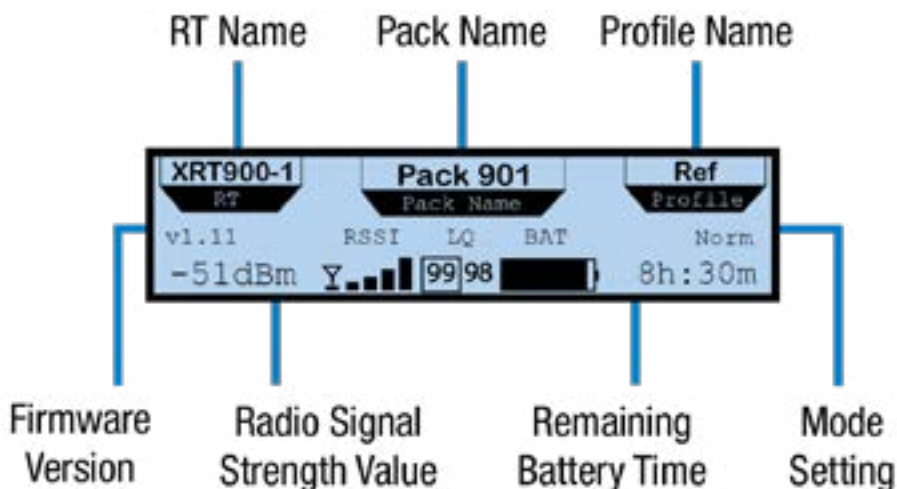 RT Name Pack Name Profile Name
XRT900-1 Pack 901 Ref
RT Pack Name Profile
v1.11 RSSI LQ BAT Norm
-51dBm 99 98 8h:30m
Firmware Version
Radio Signal Strength Value
Remaining Battery Time
Mode Setting